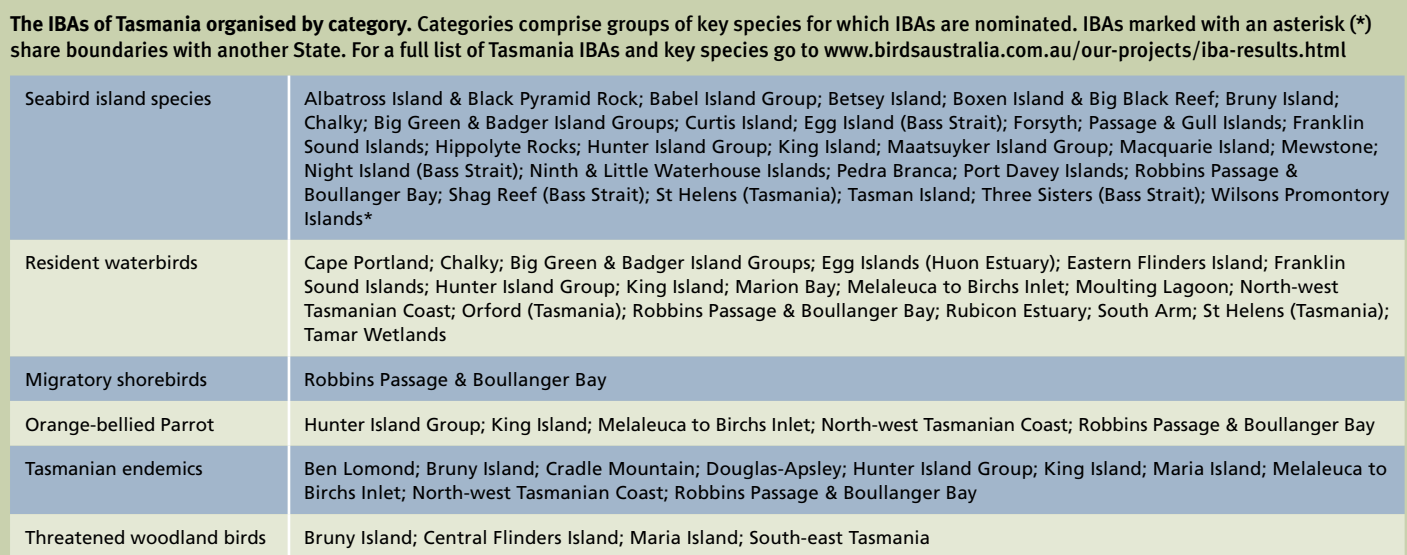 The IBAs of Tasmania organised by category. Categories comprise groups of key species for which IBAs are nominated. IBAs marked with an asterisk (*)
share boundaries with another State. For a full list of Tasmania IBAs and key species go to www.birdsaustralia.com.au/our-projects/iba-results.html
Seabird island species
Albatross Island & Black Pyramid Rock; Babel Island Group; Betsey Island; Boxen Island & Big Black Reef; Bruny Island;
Chalky; Big Green & Badger Island Groups; Curtis Island; Egg Island (Bass Strait); Forsyth; Passage & Gull Islands; Franklin
Sound Islands; Hippolyte Rocks; Hunter Island Group; King Island; Maatsuyker Island Group; Macquarie Island; Mewstone;
Night Island (Bass Strait); Ninth & Little Waterhouse Islands; Pedra Branca; Port Davey Islands; Robbins Passage &
Boullanger Bay; Shag Reef (Bass Strait); St Helens (Tasmania); Tasman Island; Three Sisters (Bass Strait); Wilsons Promontory
Islands*
Resident waterbirds
Cape Portland; Chalky; Big Green & Badger Island Groups; Egg Islands (Huon Estuary); Eastern Flinders Island; Franklin
Sound Islands; Hunter Island Group; King Island; Marion Bay; Melaleuca to Birchs Inlet; Moulting Lagoon; North-west
Tasmanian Coast; Orford (Tasmania); Robbins Passage & Boullanger Bay; Rubicon Estuary; South Arm; St Helens (Tasmania);
Tamar Wetlands
Migratory shorebirds
Robbins Passage & Boullanger Bay
Orange-bellied Parrot
Hunter Island Group; King Island; Melaleuca to Birchs Inlet; North-west Tasmanian Coast; Robbins Passage & Boullanger Bay
Tasmanian endemics
Ben Lomond; Bruny Island; Cradle Mountain; Douglas-Apsley; Hunter Island Group; King Island; Maria Island; Melaleuca to
Birchs Inlet; North-west Tasmanian Coast; Robbins Passage & Boullanger Bay
Threatened woodland birds
Bruny Island; Central Flinders Island; Maria Island; South-east Tasmania